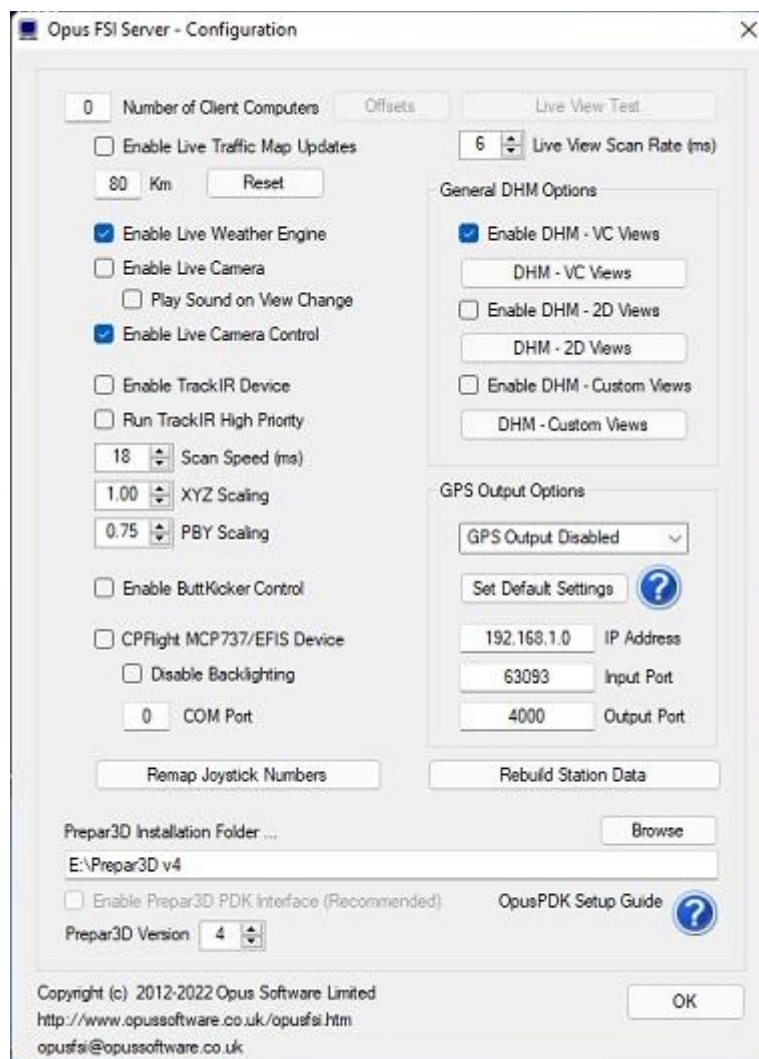 Opus FSI Server - Configuration
0 Number of Client Computers Offsets Live View Test
Enable Live Traffic Map Updates
6 Live View Scan Rate (ms)
80 Km Reset
General DHM Options
Enable Live Weather Engine
Enable DHM - VC Views
Enable Live Camera
DHM - VC Views
Play Sound on View Change
Enable DHM - 2D Views
Enable Live Camera Control
DHM - 2D Views
Enable TrackIR Device
Enable DHM - Custom Views
Run TrackIR High Priority
DHM - Custom Views
18 Scan Speed (ms)
1.00 XYZ Scaling
GPS Output Options
0.75 PBY Scaling
GPS Output Disabled
Enable ButtKicker Control
Set Default Settings ?
CPFlight MCP737/EFIS Device
192.168.1.0 IP Address
Disable Backlighting
63093 Input Port
0 COM Port
4000 Output Port
Remap Joystick Numbers
Rebuild Station Data
Prepar3D Installation Folder ...
Browse
E:\Prepar3D v4
Enable Prepar3D PDK Interface (Recommended)
OpusPDK Setup Guide ?
Prepar3D Version 4
Copyright (c) 2012-2022 Opus Software Limited
OK
http://www.opussoftware.co.uk/opusfsi.htm
opusfsi@opussoftware.co.uk